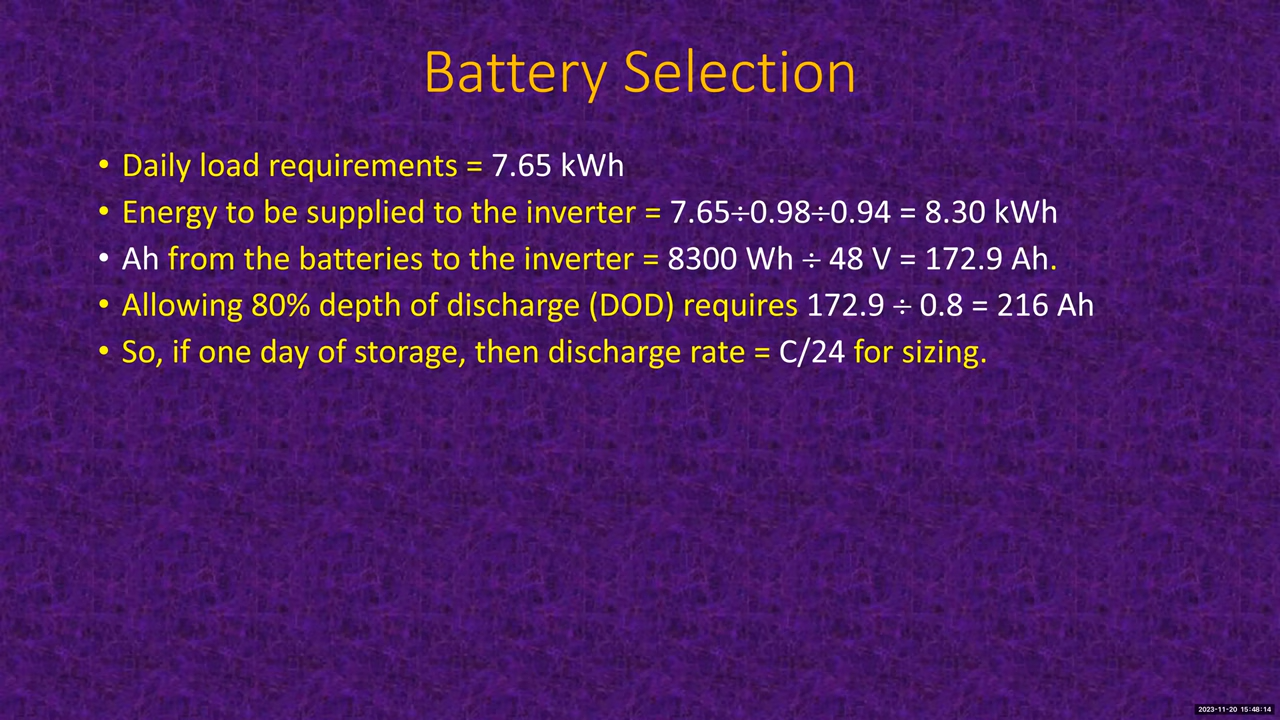 Battery Selection
• Daily load requirements = 7.65 kWh
• Energy to be supplied to the inverter = 7.65÷0.98÷0.94 = 8.30 kWh
• Ah from the batteries to the inverter = 8300 Wh ÷ 48 V = 172.9 Ah.
• Allowing 80% depth of discharge (DOD) requires 172.9 ÷ 0.8 = 216 Ah
• So, if one day of storage, then discharge rate = C/24 for sizing.
2023-11-20 15:48:14